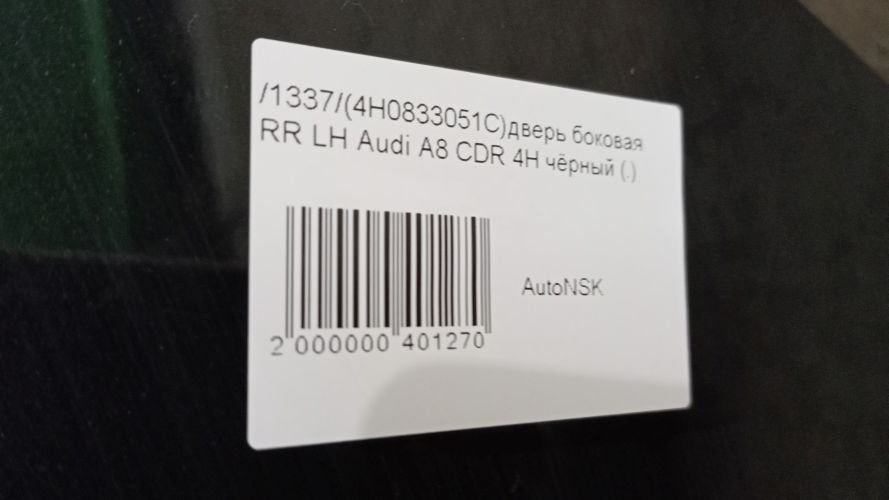 /1337/(4H0833051C)дверь боковая
RR LH Audi A8 CDR 4H чёрный (.)
AutoNSK
2 000000 401270